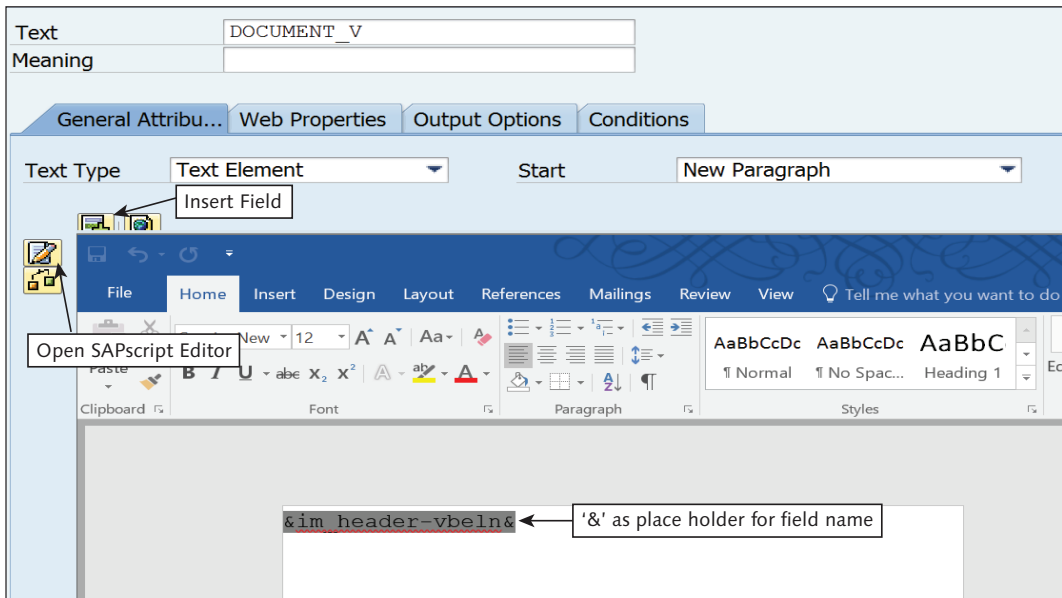 Text DOCUMENT_V
Meaning
General Attribu... Web Properties Output Options Conditions
Text Type Text Element Start New Paragraph
Insert Field
File Home Insert Design Layout References Mailings Review View Tell me what you want to do
Open SAPscript Editor
New 12 A A Aa AaBbCcDc AaBbCcDc AaBbC
Paste B I U abc X₂ X² A ab A ¶ Normal ¶ No Spac... Heading 1
Clipboard Font Paragraph Styles
&im_header-vbeln& '&' as place holder for field name